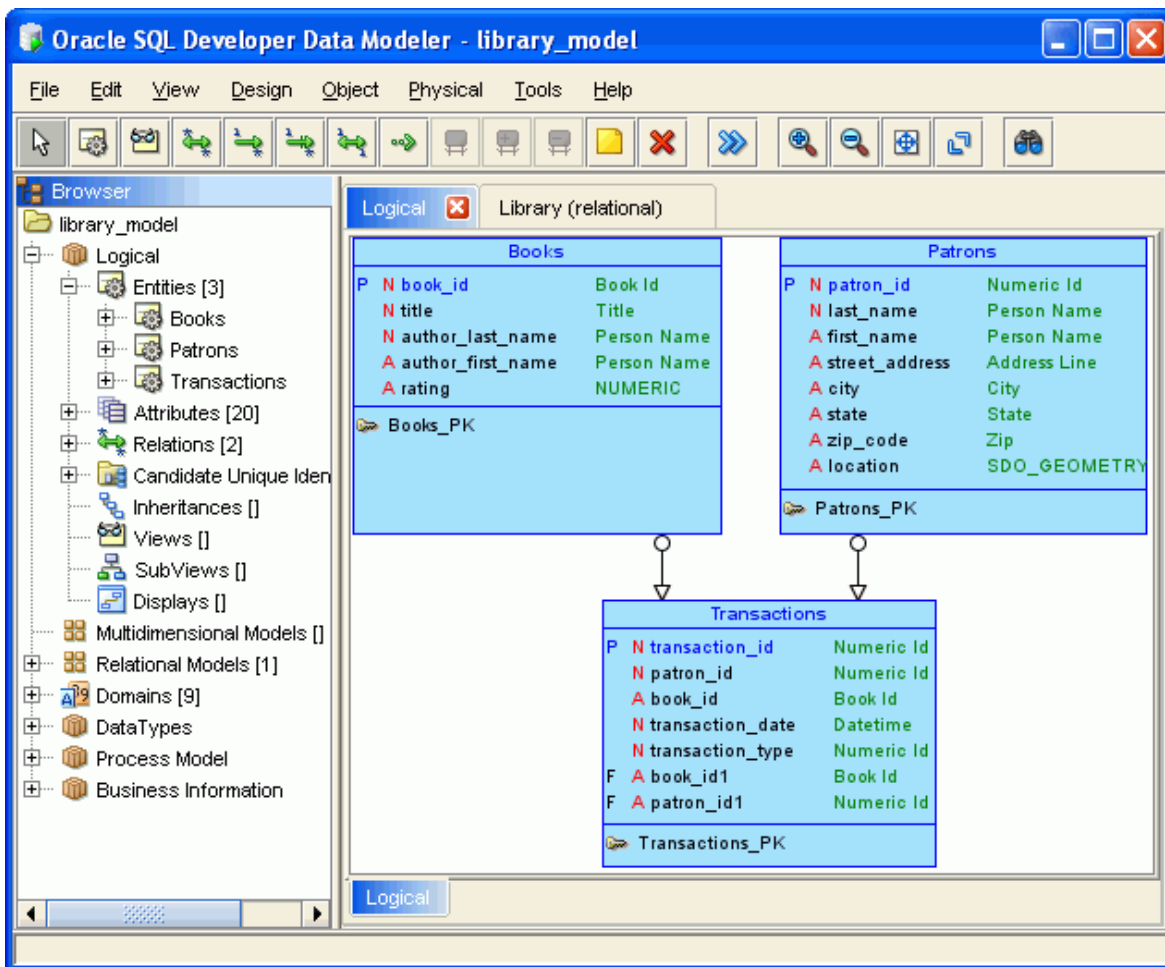 Oracle SQL Developer Data Modeler - library_model
File Edit View Design Object Physical Tools Help
Browser
library_model
Logical
Entities [3]
Books
Patrons
Transactions
Attributes [20]
Relations [2]
Candidate Unique Iden
Inheritances []
Views []
SubViews []
Displays []
Multidimensional Models []
Relational Models [1]
Domains [9]
DataTypes
Process Model
Business Information
Logical Library (relational)
Books
P N book_id Book Id
N title Title
N author_last_name Person Name
A author_first_name Person Name
A rating NUMERIC
Books_PK
Patrons
P N patron_id Numeric Id
N last_name Person Name
A first_name Person Name
A street_address Address Line
A city City
A state State
A zip_code Zip
A location SDO_GEOMETRY
Patrons_PK
Transactions
P N transaction_id Numeric Id
N patron_id Numeric Id
A book_id Book Id
N transaction_date Datetime
N transaction_type Numeric Id
F A book_id1 Book Id
F A patron_id1 Numeric Id
Transactions_PK
Logical